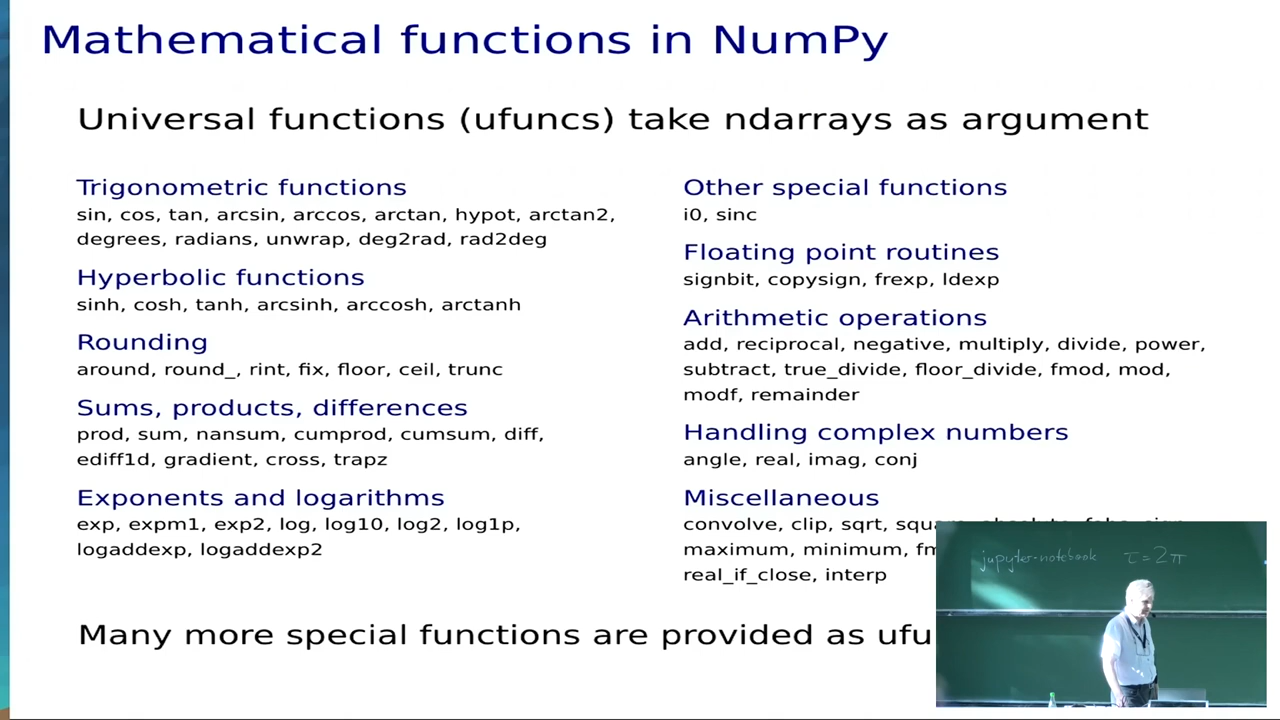 Mathematical functions in NumPy
Universal functions (ufuncs) take ndarrays as argument
Trigonometric functions
sin, cos, tan, arcsin, arccos, arctan, hypot, arctan2,
degrees, radians, unwrap, deg2rad, rad2deg
Hyperbolic functions
sinh, cosh, tanh, arcsinh, arccosh, arctanh
Rounding
around, round_, rint, fix, floor, ceil, trunc
Sums, products, differences
prod, sum, nansum, cumprod, cumsum, diff,
ediff1d, gradient, cross, trapz
Exponents and logarithms
exp, expm1, exp2, log, log10, log2, log1p,
logaddexp, logaddexp2
Other special functions
i0, sinc
Floating point routines
signbit, copysign, frexp, ldexp
Arithmetic operations
add, reciprocal, negative, multiply, divide, power,
subtract, true_divide, floor_divide, fmod, mod,
modf, remainder
Handling complex numbers
angle, real, imag, conj
Miscellaneous
convolve, clip, sqrt,
maximum, minimum,
real_if_close, interp
Many more special functions are provided as
jupyter-notebook τ = 2π